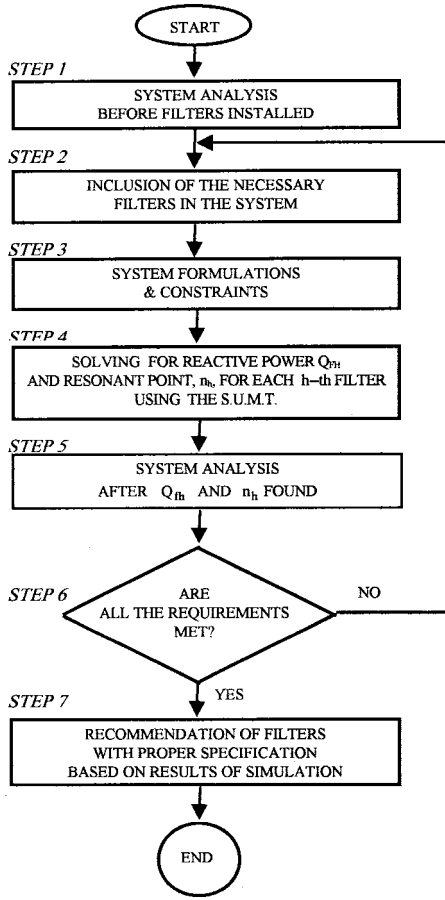 START
STEP 1
SYSTEM ANALYSIS
BEFORE FILTERS INSTALLED
STEP 2
INCLUSION OF THE NECESSARY
FILTERS IN THE SYSTEM
STEP 3
SYSTEM FORMULATIONS
& CONSTRAINTS
STEP 4
SOLVING FOR REACTIVE POWER QFH
AND RESONANT POINT, nh, FOR EACH h-th FILTER
USING THE S.U.M.T.
STEP 5
SYSTEM ANALYSIS
AFTER Qfh AND nh FOUND
STEP 6
ARE
ALL THE REQUIREMENTS
MET?
NO
YES
STEP 7
RECOMMENDATION OF FILTERS
WITH PROPER SPECIFICATION
BASED ON RESULTS OF SIMULATION
END